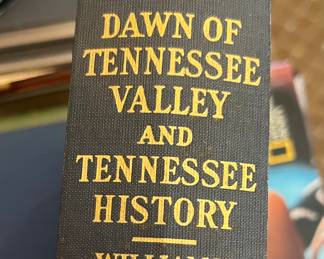 DAWN OF
TENNESSEE
VALLEY
AND
TENNESSEE
HISTORY